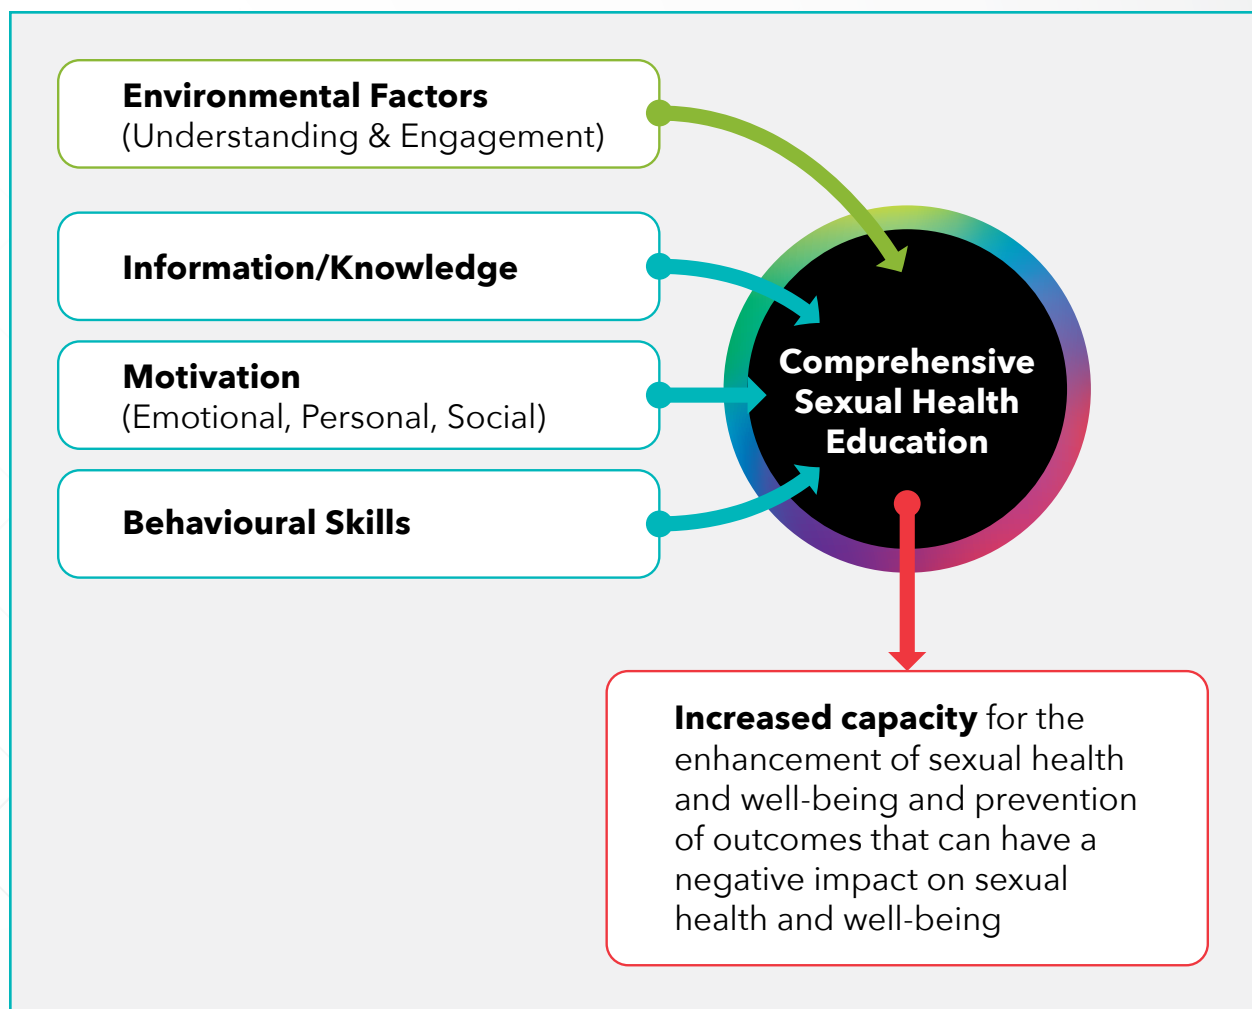 Environmental Factors
(Understanding & Engagement)
Information/Knowledge
Motivation
(Emotional, Personal, Social)
Behavioural Skills
Comprehensive
Sexual Health
Education
Increased capacity for the
enhancement of sexual health
and well-being and prevention
of outcomes that can have a
negative impact on sexual
health and well-being